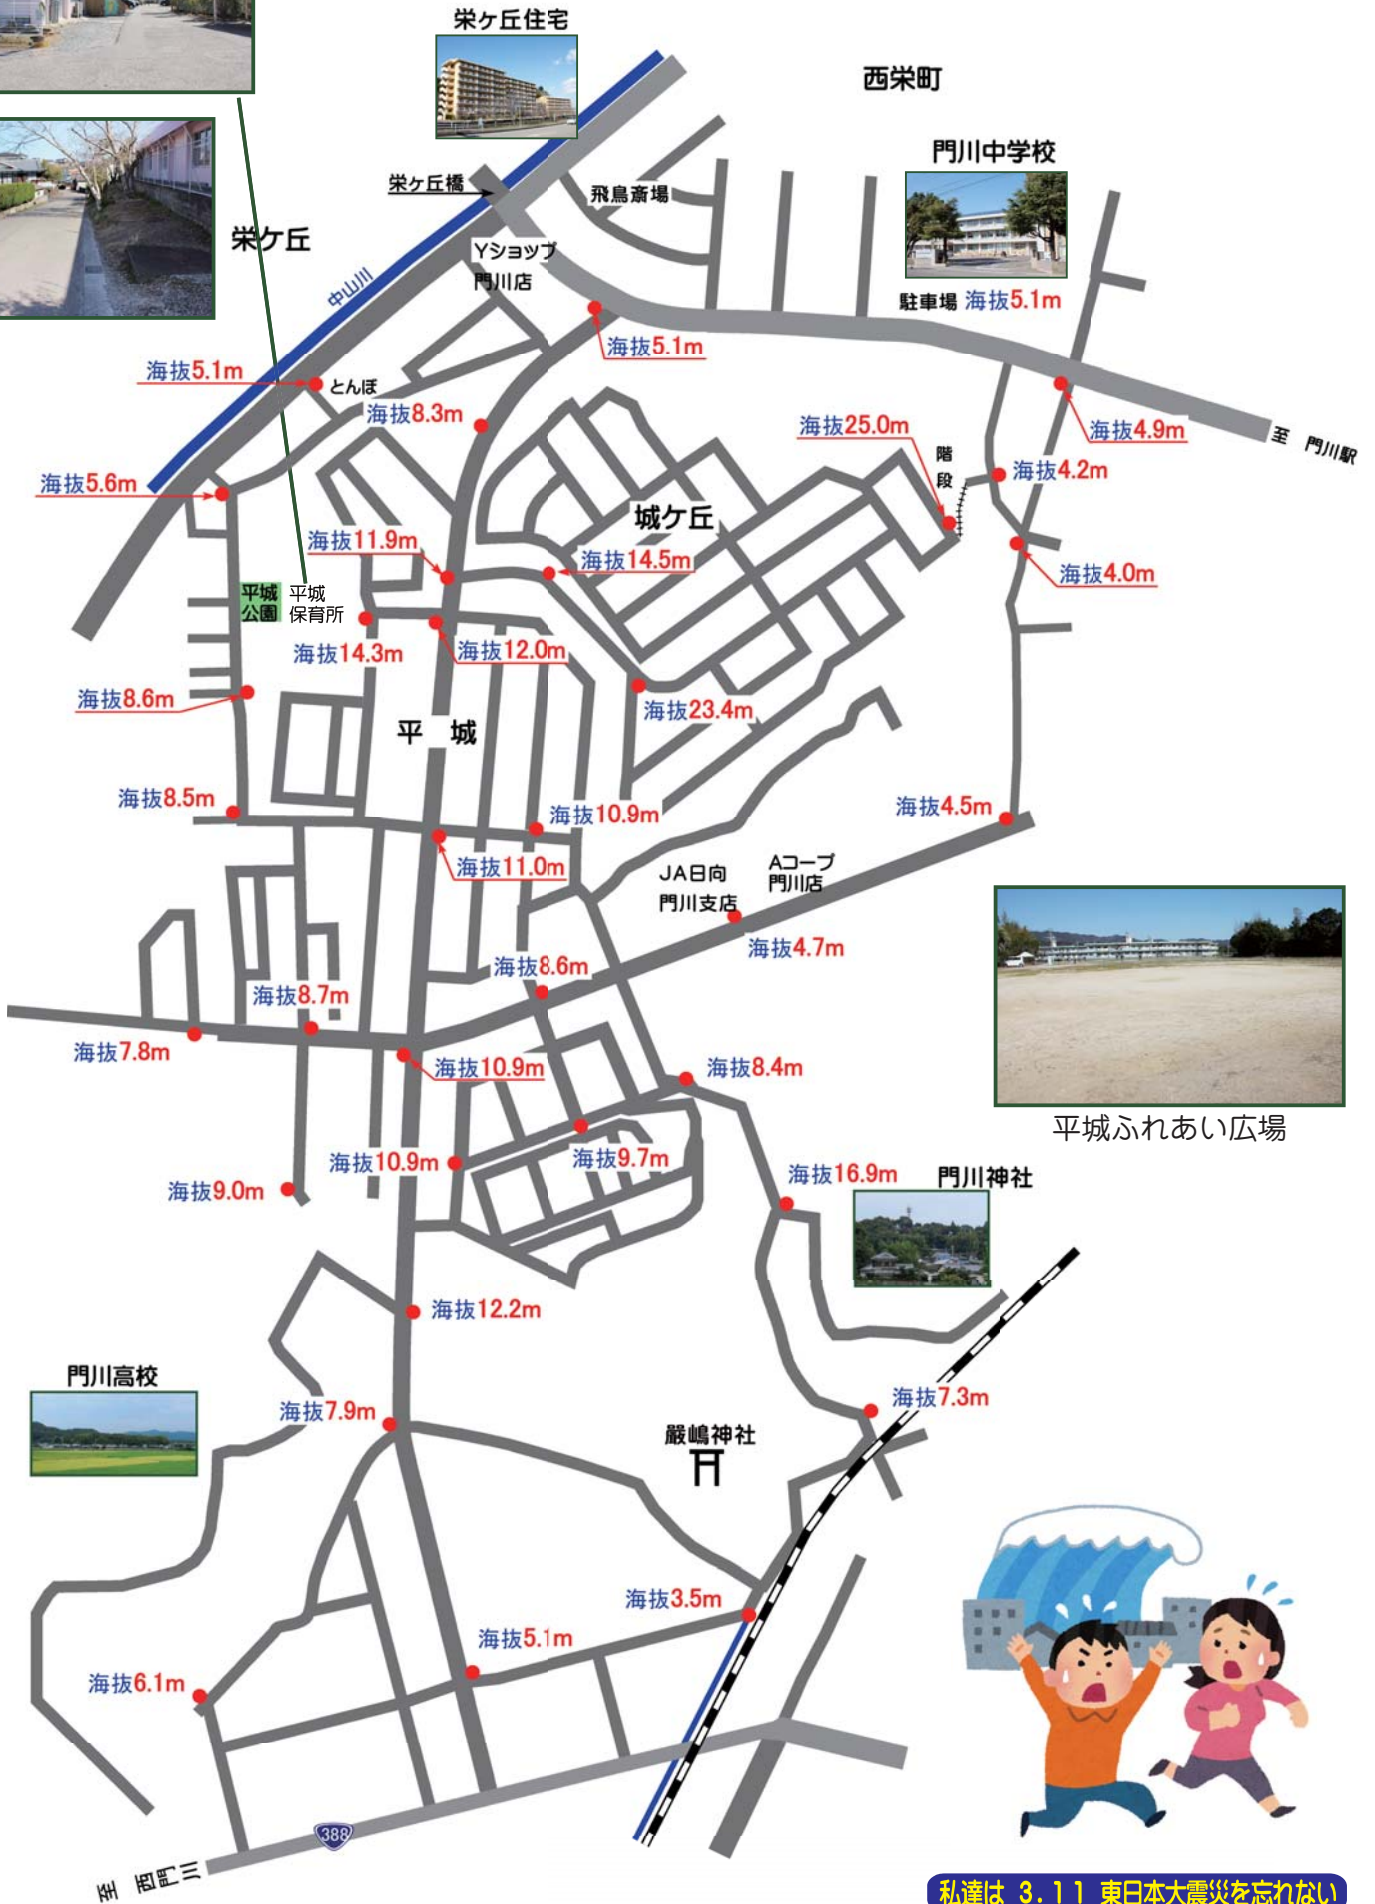 栄ヶ丘住宅
西栄町
門川中学校
栄ヶ丘橋
飛鳥斎場
栄ケ丘
Yショップ
門川店
中山川
駐車場 海抜5.1m
海抜5.1m
海抜5.1m
とんぼ
海抜8.3m
海抜25.0m
海抜4.9m
至 門川駅
階段
海抜4.2m
海抜5.6m
城ケ丘
海抜11.9m
海抜14.5m
海抜4.0m
平城
公園
平城
保育所
海抜14.3m
海抜12.0m
海抜8.6m
海抜23.4m
平 城
海抜8.5m
海抜10.9m
海抜4.5m
海抜11.0m
JA日向
門川支店
Aコープ
門川店
海抜4.7m
海抜8.6m
海抜8.7m
海抜7.8m
海抜10.9m
海抜8.4m
平城ふれあい広場
海抜10.9m
海抜9.7m
海抜16.9m
門川神社
海抜9.0m
海抜12.2m
門川高校
海抜7.9m
海抜7.3m
嚴嶋神社
海抜3.5m
海抜5.1m
海抜6.1m
388
至 西門川
私達は 3.11 東日本大震災を忘れない